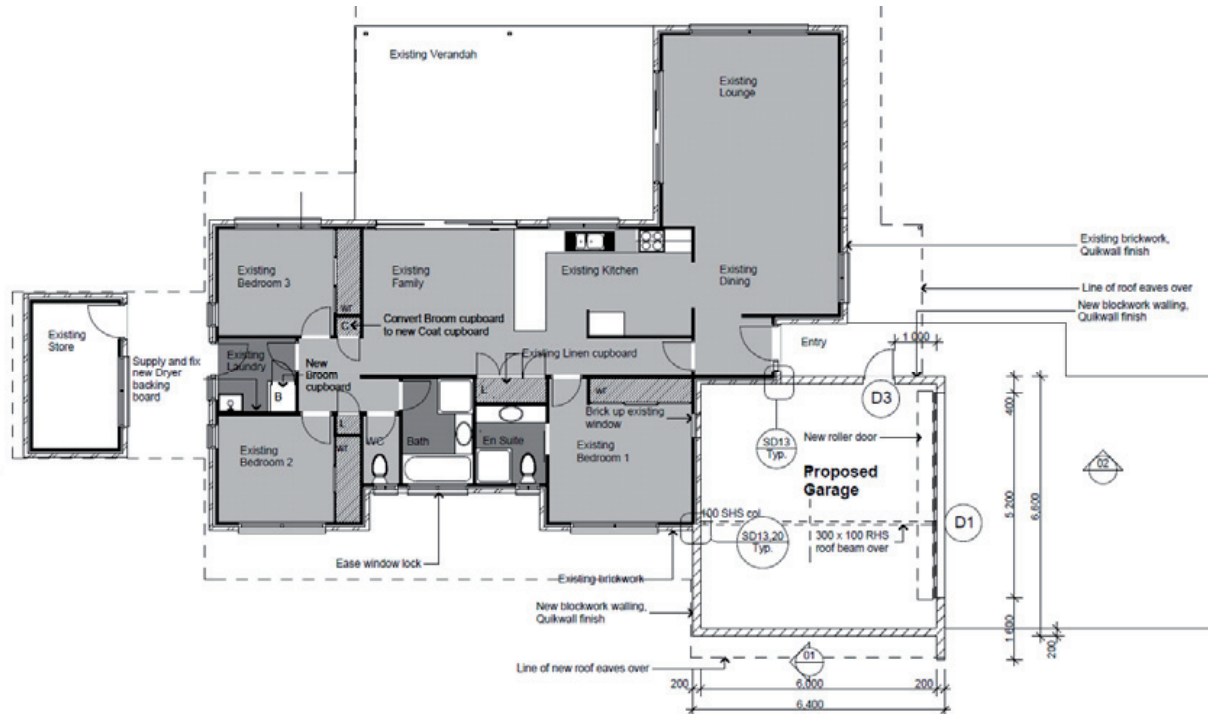 Existing Verandah
Existing
Lounge
Existing
Bedroom 3
wr
Existing
Family
Existing Kitchen
Existing
Dining
Existing brickwork,
Quikwall finish
Line of roof eaves over
New blockwork walling,
Quikwall finish
Existing
Store
Supply and fix
new Dryer
backing
board
C
Convert Broom cupboard
to new Coat cupboard
Existing
Laundry
New
Broom
cupboard
B
Existing Linen cupboard
L
wr
Entry
1 000
D3
Brick up existing
window
Existing
Bedroom 2
L
wr
WC
Bath
En Suite
Existing
Bedroom 1
SD13
Typ.
New roller door
Proposed
Garage
400
5 200
6,600
1 600
200
02
D1
100 SHS col
SD13,20
Typ.
300 x 100 RHS
roof beam over
Ease window lock
Existing brickwork
New blockwork walling,
Quikwall finish
Line of new roof eaves over
01
200
6,000
200
6,400